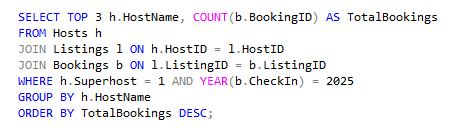 SELECT TOP 3 h.HostName, COUNT(b.BookingID) AS TotalBookings
FROM Hosts h
JOIN Listings l ON h.HostID = l.HostID
JOIN Bookings b ON l.ListingID = b.ListingID
WHERE h.Superhost = 1 AND YEAR(b.CheckIn) = 2025
GROUP BY h.HostName
ORDER BY TotalBookings DESC;